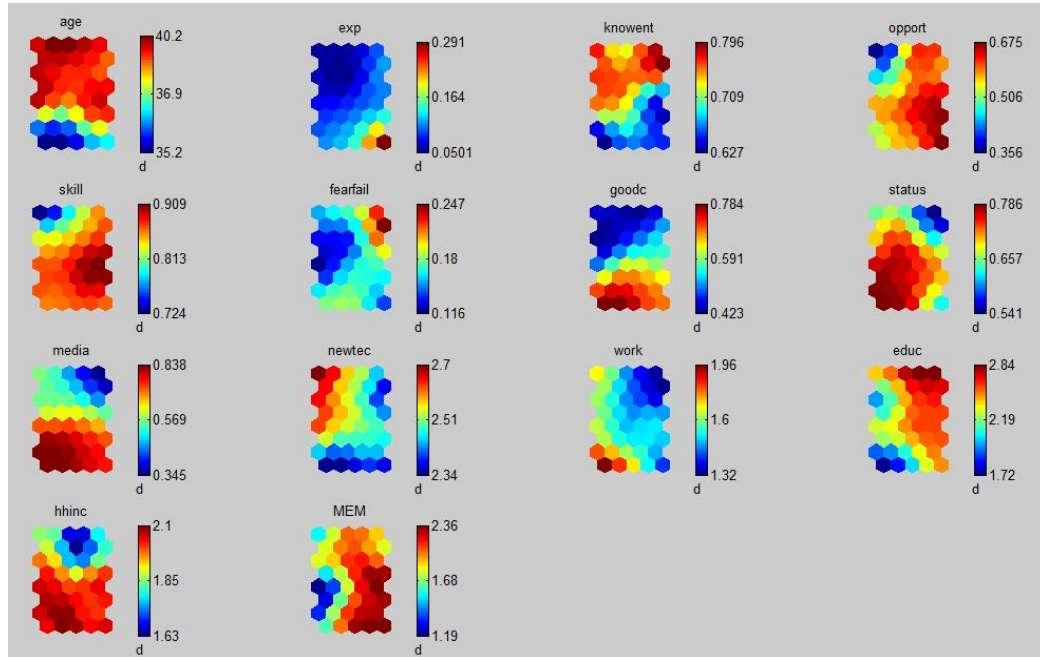 age
40.2
36.9
35.2
d
exp
0.291
0.164
0.0501
d
knowent
0.796
0.709
0.627
d
opport
0.675
0.506
0.356
d
skill
0.909
0.813
0.724
d
fearfail
0.247
0.18
0.116
d
goodc
0.784
0.591
0.423
d
status
0.786
0.657
0.541
d
media
0.838
0.569
0.345
d
newtec
2.7
2.51
2.34
d
work
1.96
1.6
1.32
d
educ
2.84
2.19
1.72
d
hhinc
2.1
1.85
1.63
d
MEM
2.36
1.68
1.19
d